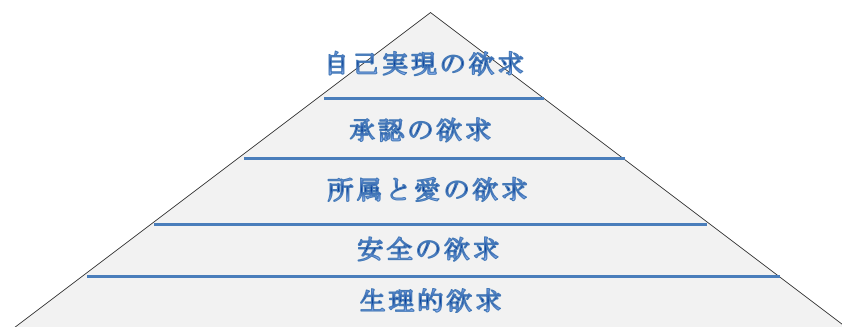 自己実現の欲求
承認の欲求
所属と愛の欲求
安全の欲求
生理的欲求